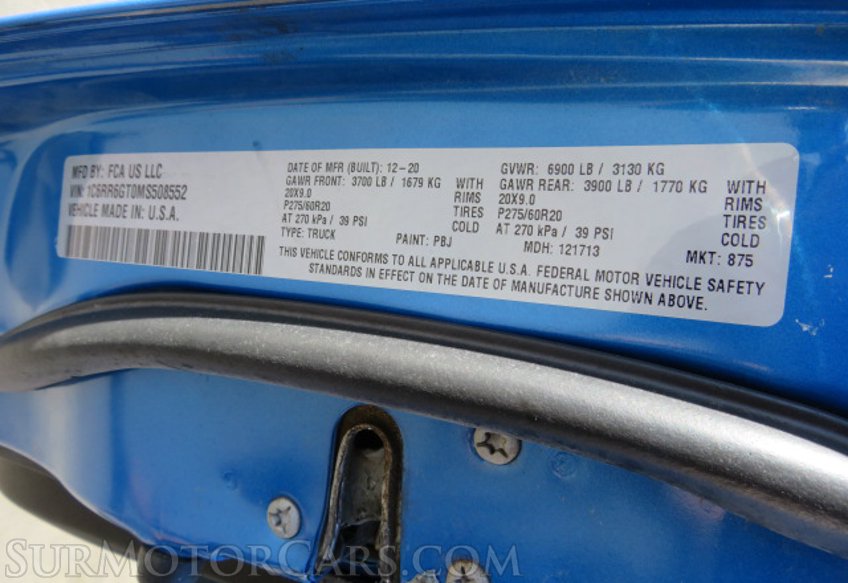 MFD BY: FCA US LLC
VIN: 1C6RR6GT0MS508552
VEHICLE MADE IN: U.S.A.
DATE OF MFR (BUILT): 12-20
GAWR FRONT: 3700 LB / 1679 KG WITH
20X9.0 RIMS
P275/60R20 TIRES
AT 270 kPa / 39 PSI COLD
TYPE: TRUCK PAINT: PBJ
GVWR: 6900 LB / 3130 KG
GAWR REAR: 3900 LB / 1770 KG WITH
20X9.0 RIMS
P275/60R20 TIRES
AT 270 kPa / 39 PSI COLD
MDH: 121713 MKT: 875
THIS VEHICLE CONFORMS TO ALL APPLICABLE U.S.A. FEDERAL MOTOR VEHICLE SAFETY
STANDARDS IN EFFECT ON THE DATE OF MANUFACTURE SHOWN ABOVE.
SurMotorCars.com